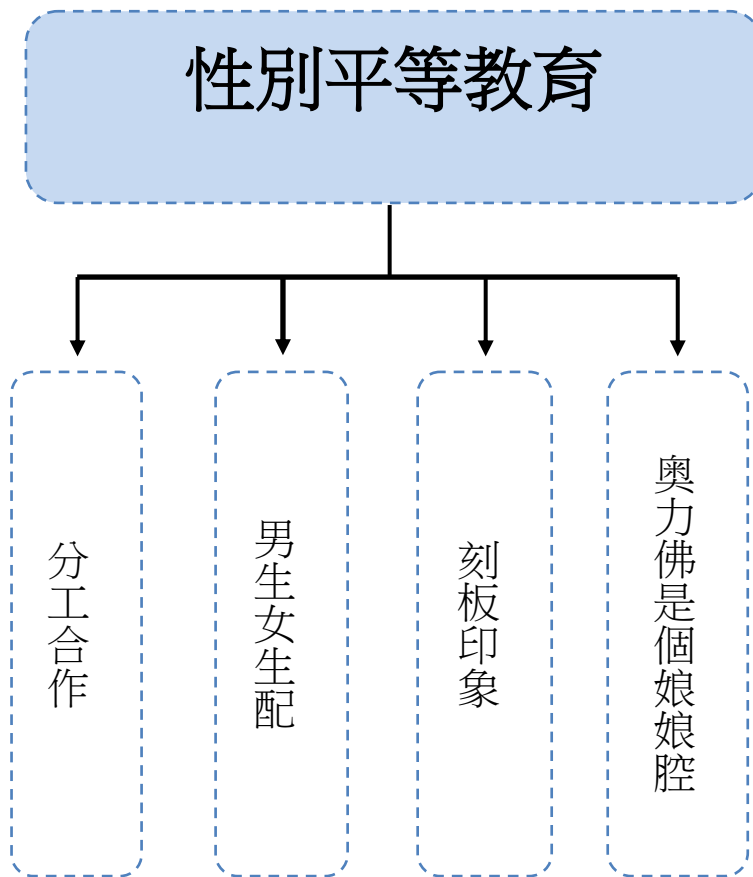 性別平等教育
分工合作
男生女生配
刻板印象
奧力佛是個娘娘腔